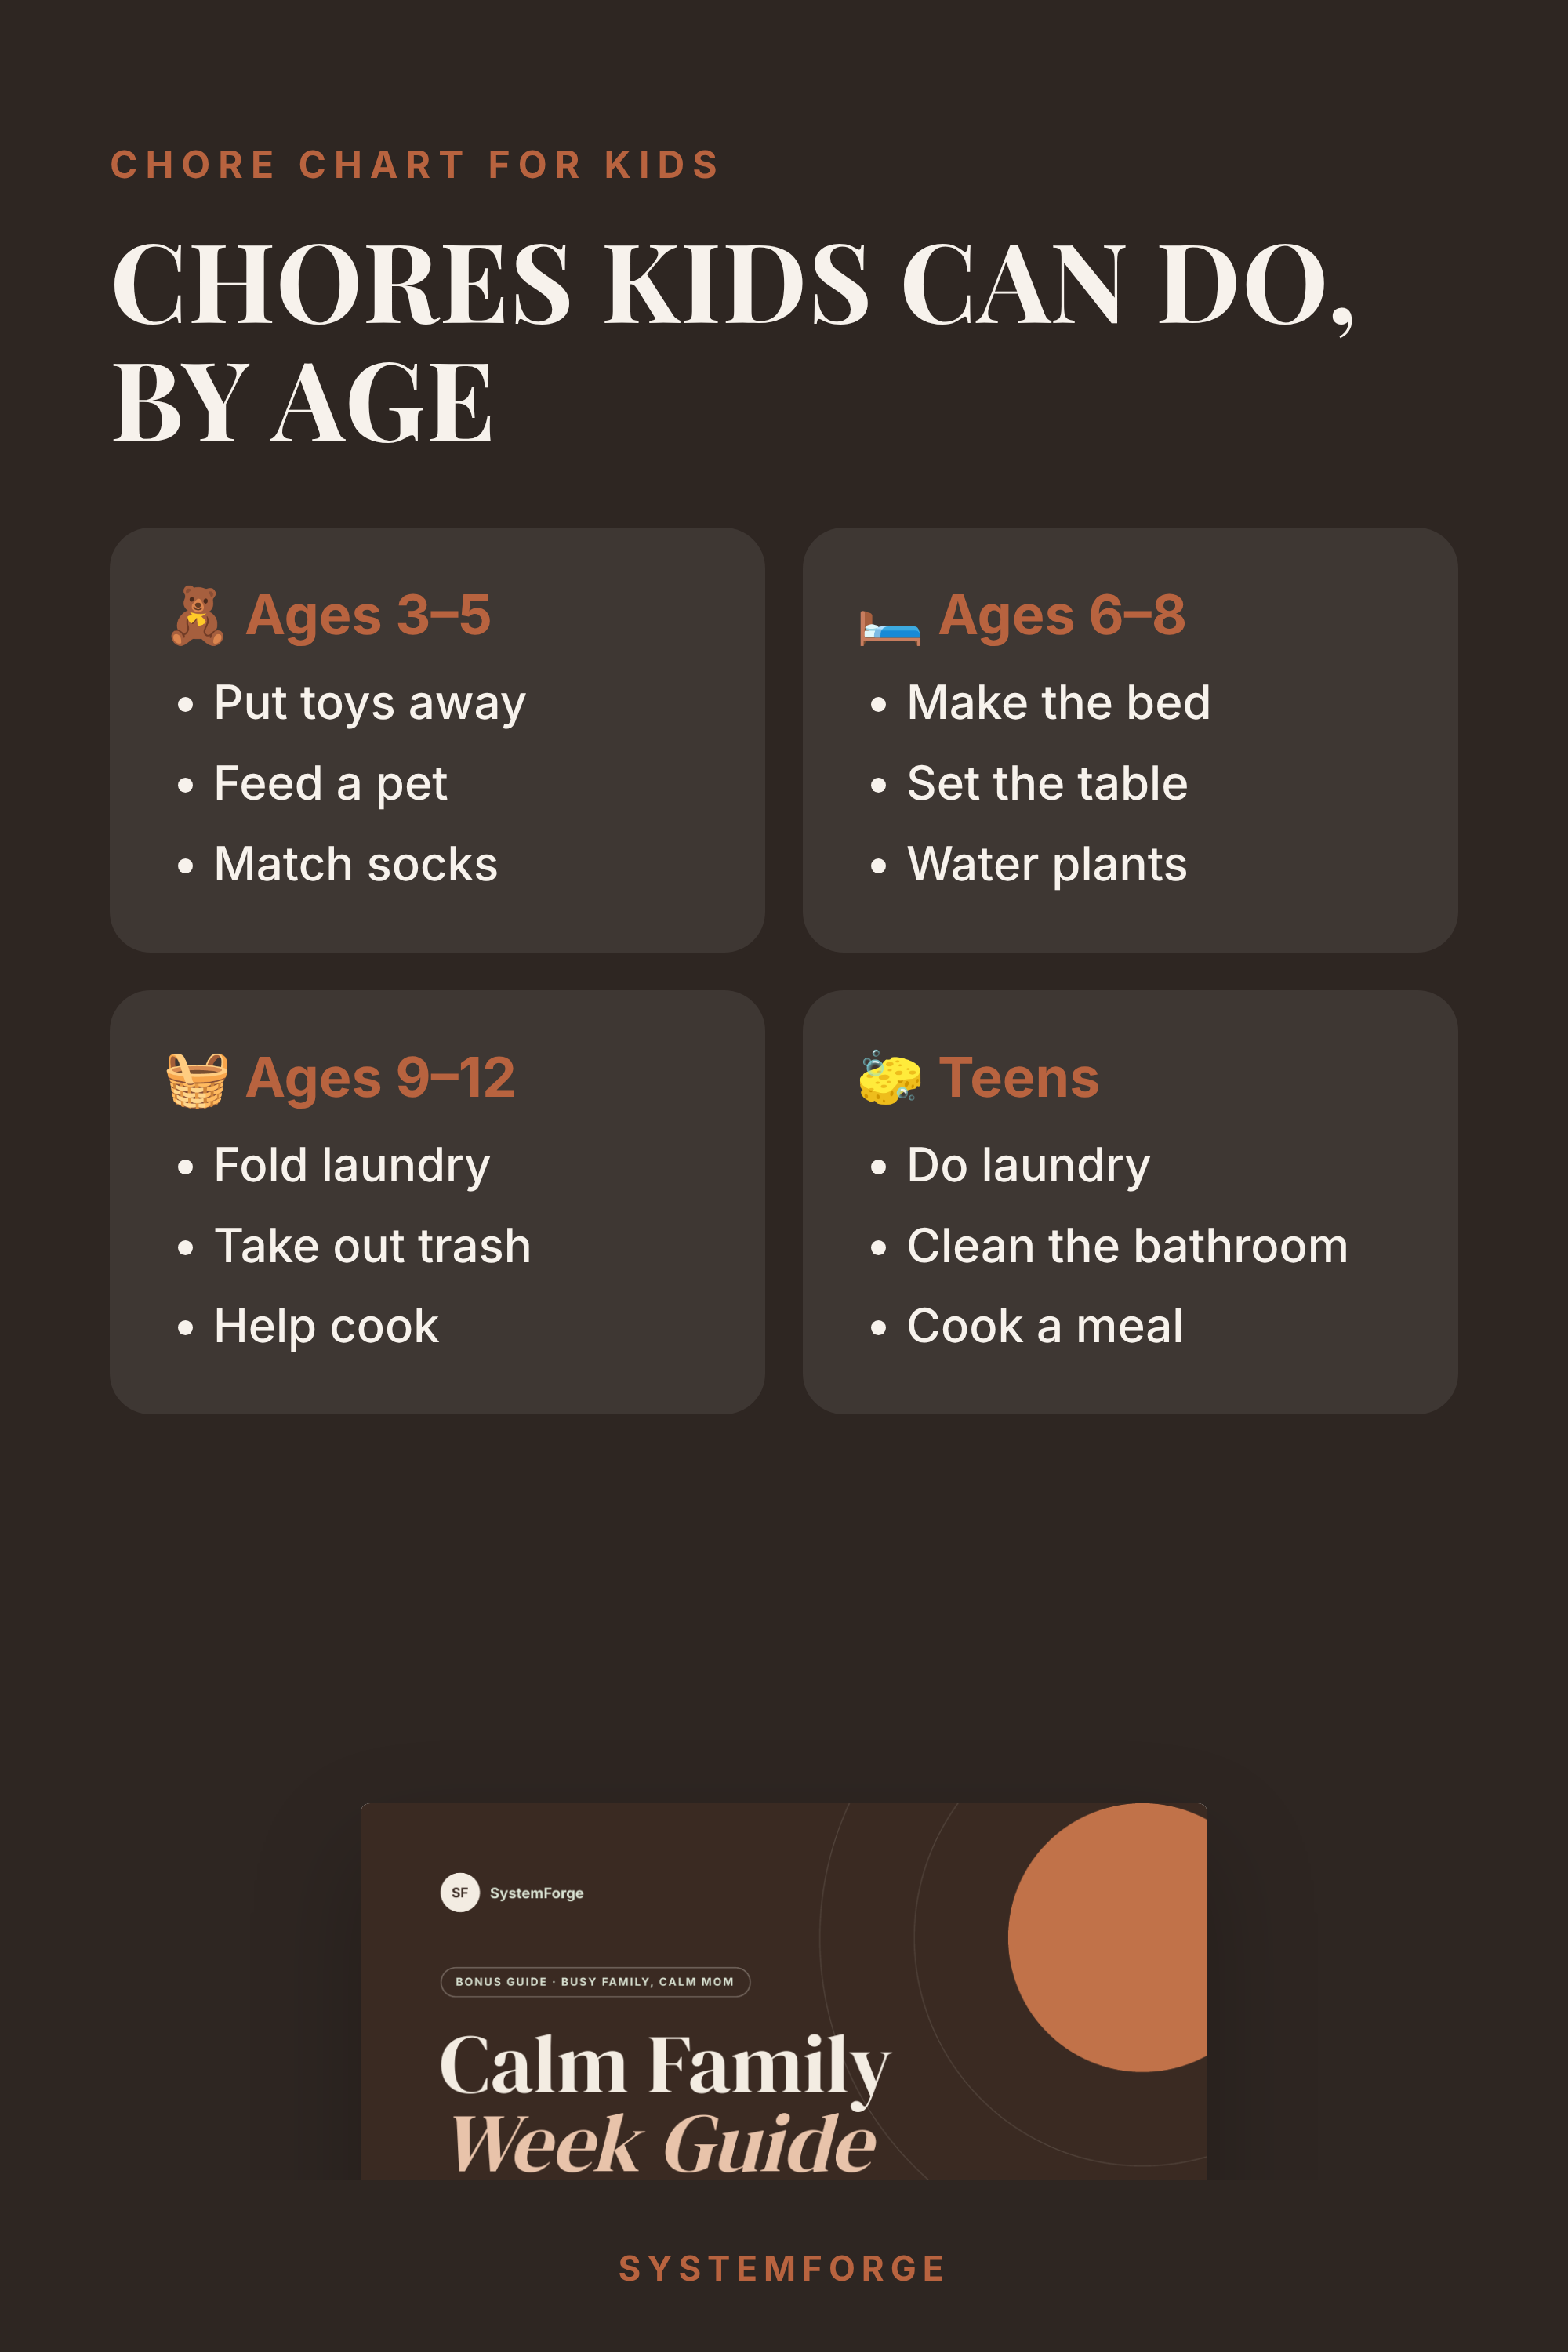 CHORE CHART FOR KIDS
CHORES KIDS CAN DO,
BY AGE
🧸 Ages 3–5
• Put toys away
• Feed a pet
• Match socks
🛏️ Ages 6–8
• Make the bed
• Set the table
• Water plants
🧺 Ages 9–12
• Fold laundry
• Take out trash
• Help cook
🧽 Teens
• Do laundry
• Clean the bathroom
• Cook a meal
SF SystemForge
BONUS GUIDE · BUSY FAMILY, CALM MOM
Calm Family
Week Guide
SYSTEMFORGE